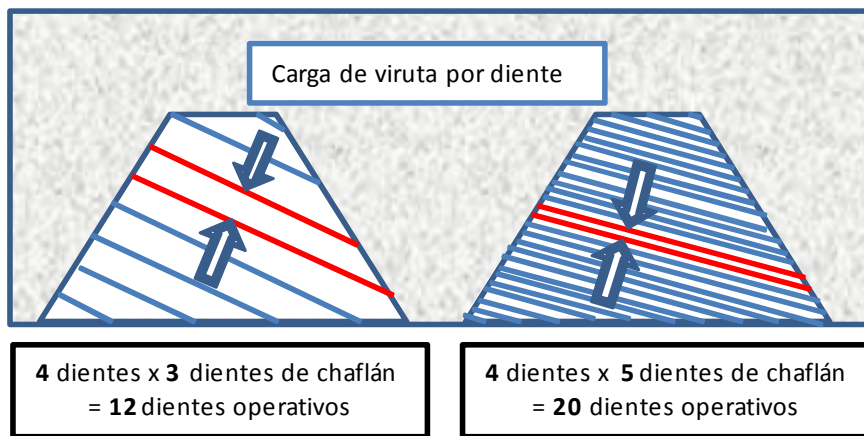 Carga de viruta por diente
4 dientes x 3 dientes de chaflán
= 12 dientes operativos
4 dientes x 5 dientes de chaflán
= 20 dientes operativos